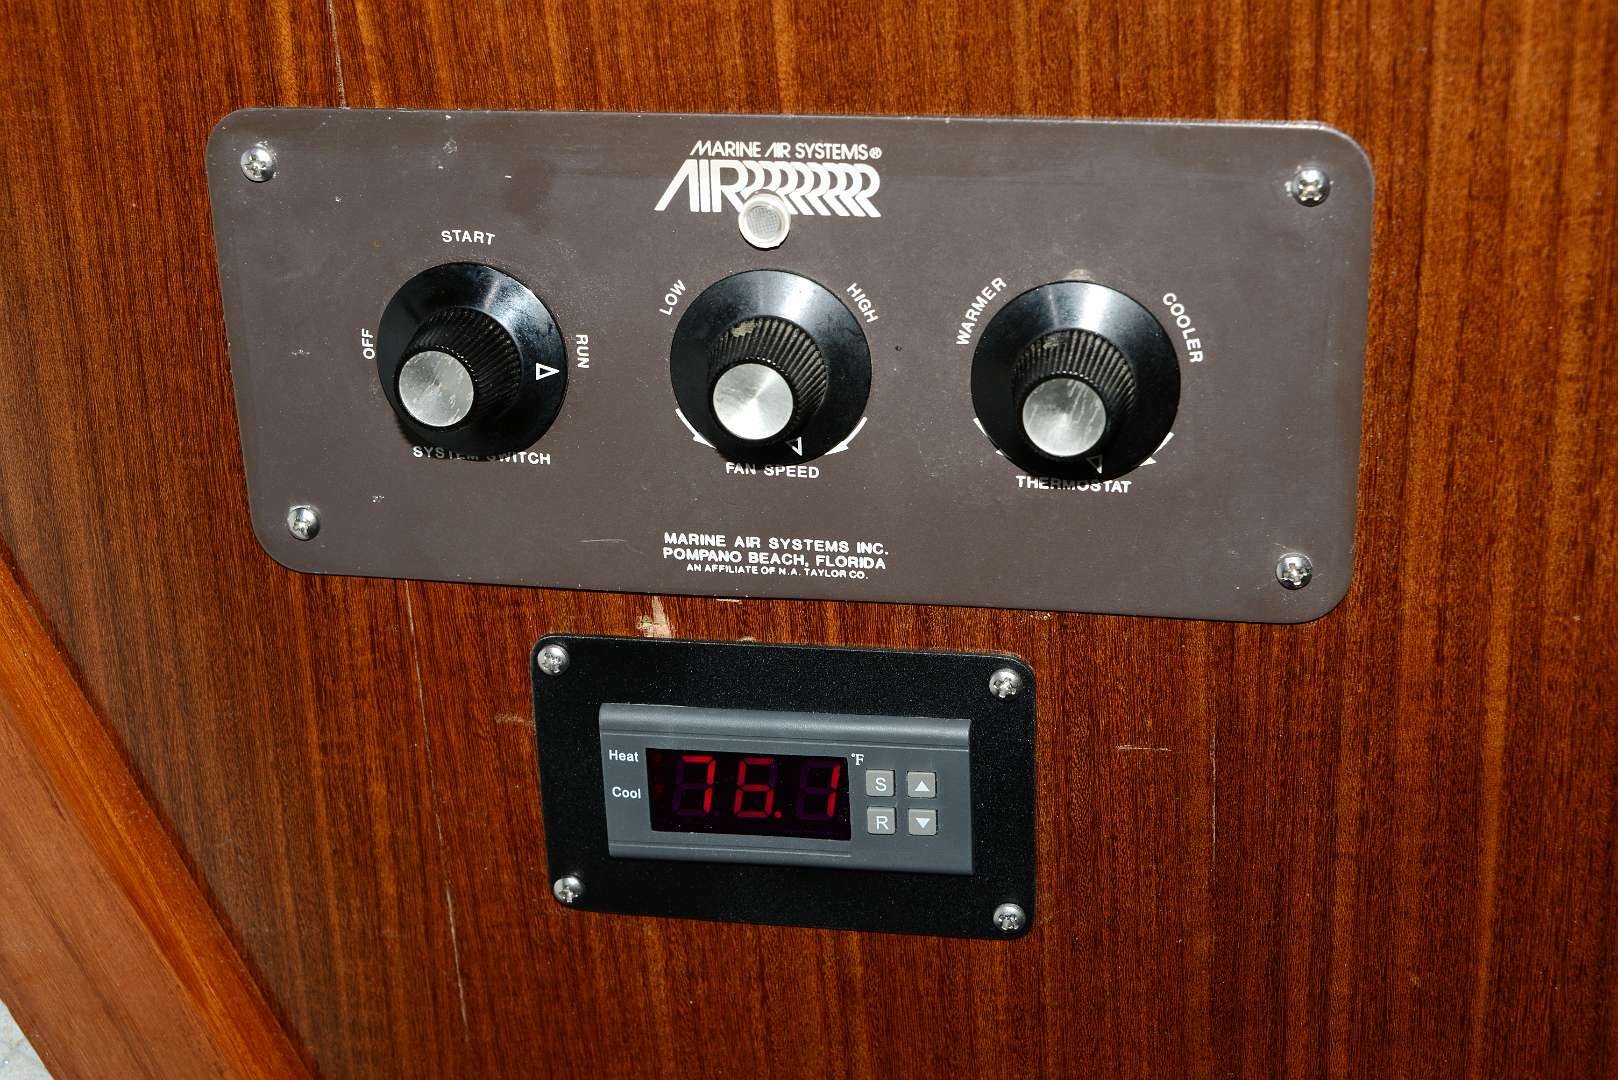 MARINE AIR SYSTEMS®
AIR
START
OFF
RUN
SYSTEM SWITCH
LOW
HIGH
FAN SPEED
WARMER
COOLER
THERMOSTAT
MARINE AIR SYSTEMS INC.
POMPANO BEACH, FLORIDA
AN AFFILIATE OF N.A. TAYLOR CO.
Heat
Cool
76.1
°F
S
R